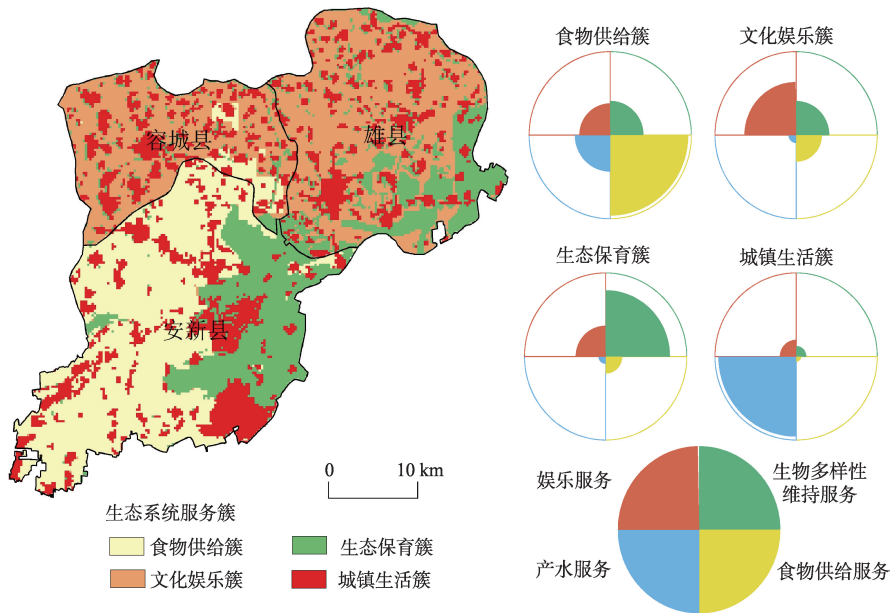 食物供给簇
文化娱乐簇
容城县
雄县
生态保育簇
城镇生活簇
安新县
0 10 km
娱乐服务
生物多样性
维持服务
产水服务
食物供给服务
生态系统服务簇
食物供给簇
生态保育簇
文化娱乐簇
城镇生活簇